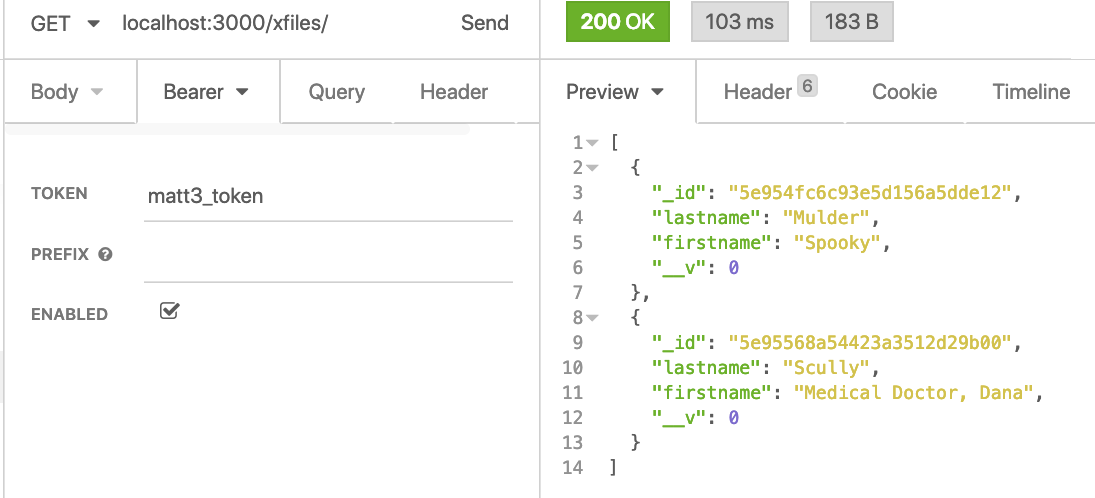 GET localhost:3000/xfiles/ Send
200 OK 103 ms 183 B
Body Bearer Query Header
Preview Header 6 Cookie Timeline
TOKEN matt3_token
PREFIX ?
ENABLED
1 [
2 {
3 "_id": "5e954fc6c93e5d156a5dde12",
4 "lastname": "Mulder",
5 "firstname": "Spooky",
6 "__v": 0
7 },
8 {
9 "_id": "5e95568a54423a3512d29b00",
10 "lastname": "Scully",
11 "firstname": "Medical Doctor, Dana",
12 "__v": 0
13 }
14 ]